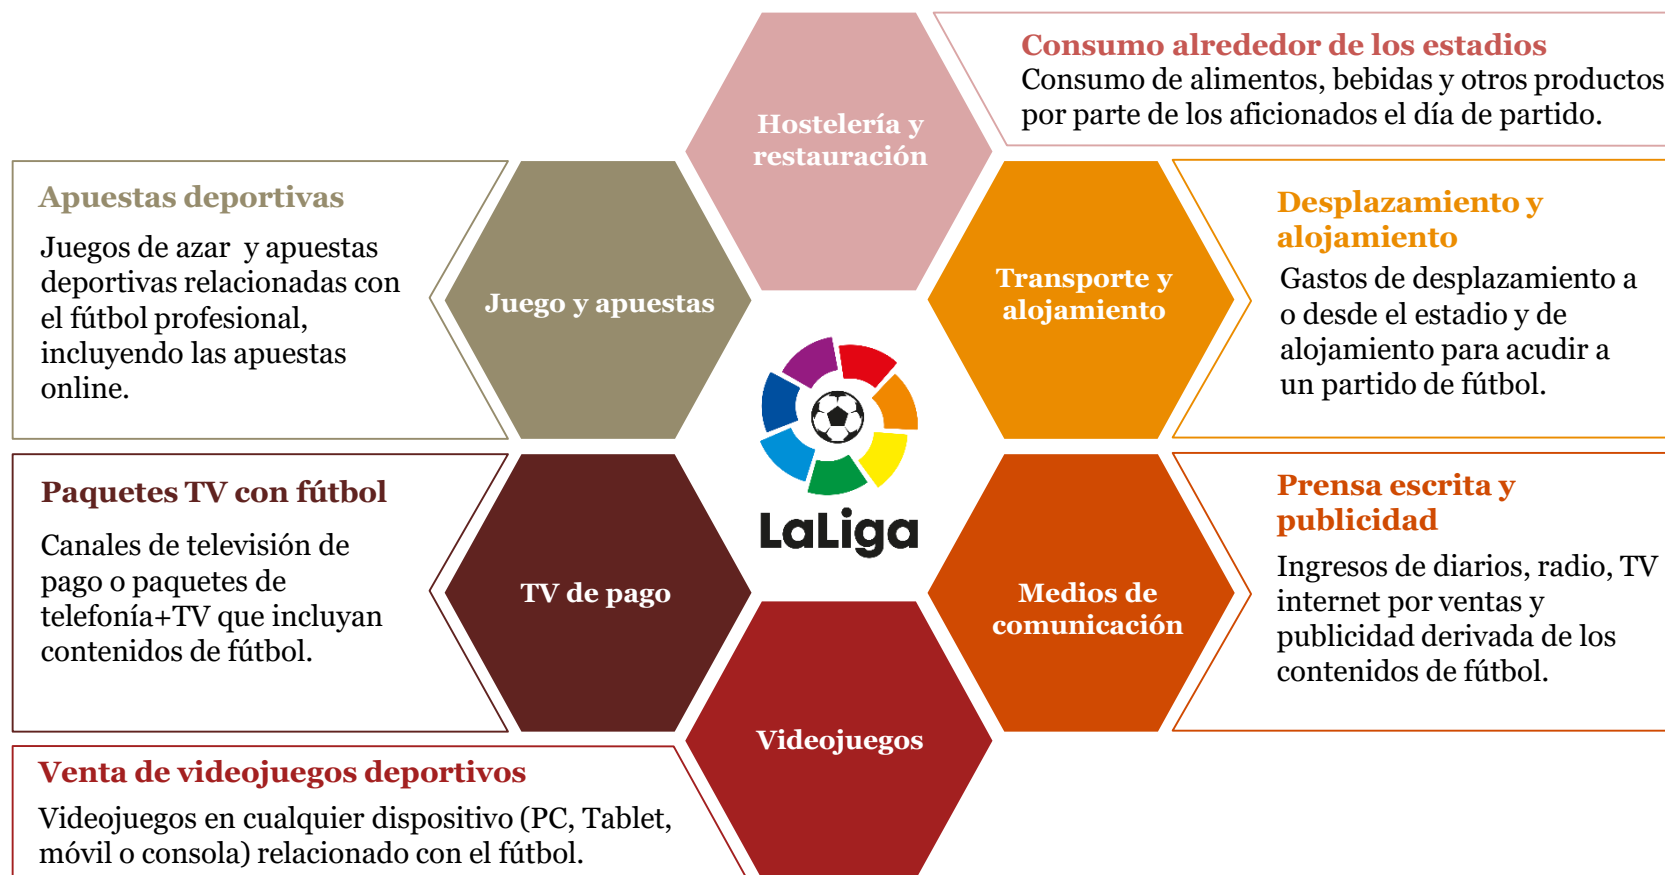 Consumo alrededor de los estadios
Consumo de alimentos, bebidas y otros productos
por parte de los aficionados el día de partido.
Hostelería y
restauración
Apuestas deportivas
Juegos de azar y apuestas
deportivas relacionadas con
el fútbol profesional,
incluyendo las apuestas
online.
Juego y apuestas
Transporte y
alojamiento
Desplazamiento y
alojamiento
Gastos de desplazamiento a
o desde el estadio y de
alojamiento para acudir a
un partido de fútbol.
LaLiga
Paquetes TV con fútbol
Canales de televisión de
pago o paquetes de
telefonía+TV que incluyan
contenidos de fútbol.
TV de pago
Medios de
comunicación
Prensa escrita y
publicidad
Ingresos de diarios, radio, TV
internet por ventas y
publicidad derivada de los
contenidos de fútbol.
Videojuegos
Venta de videojuegos deportivos
Videojuegos en cualquier dispositivo (PC, Tablet,
móvil o consola) relacionado con el fútbol.